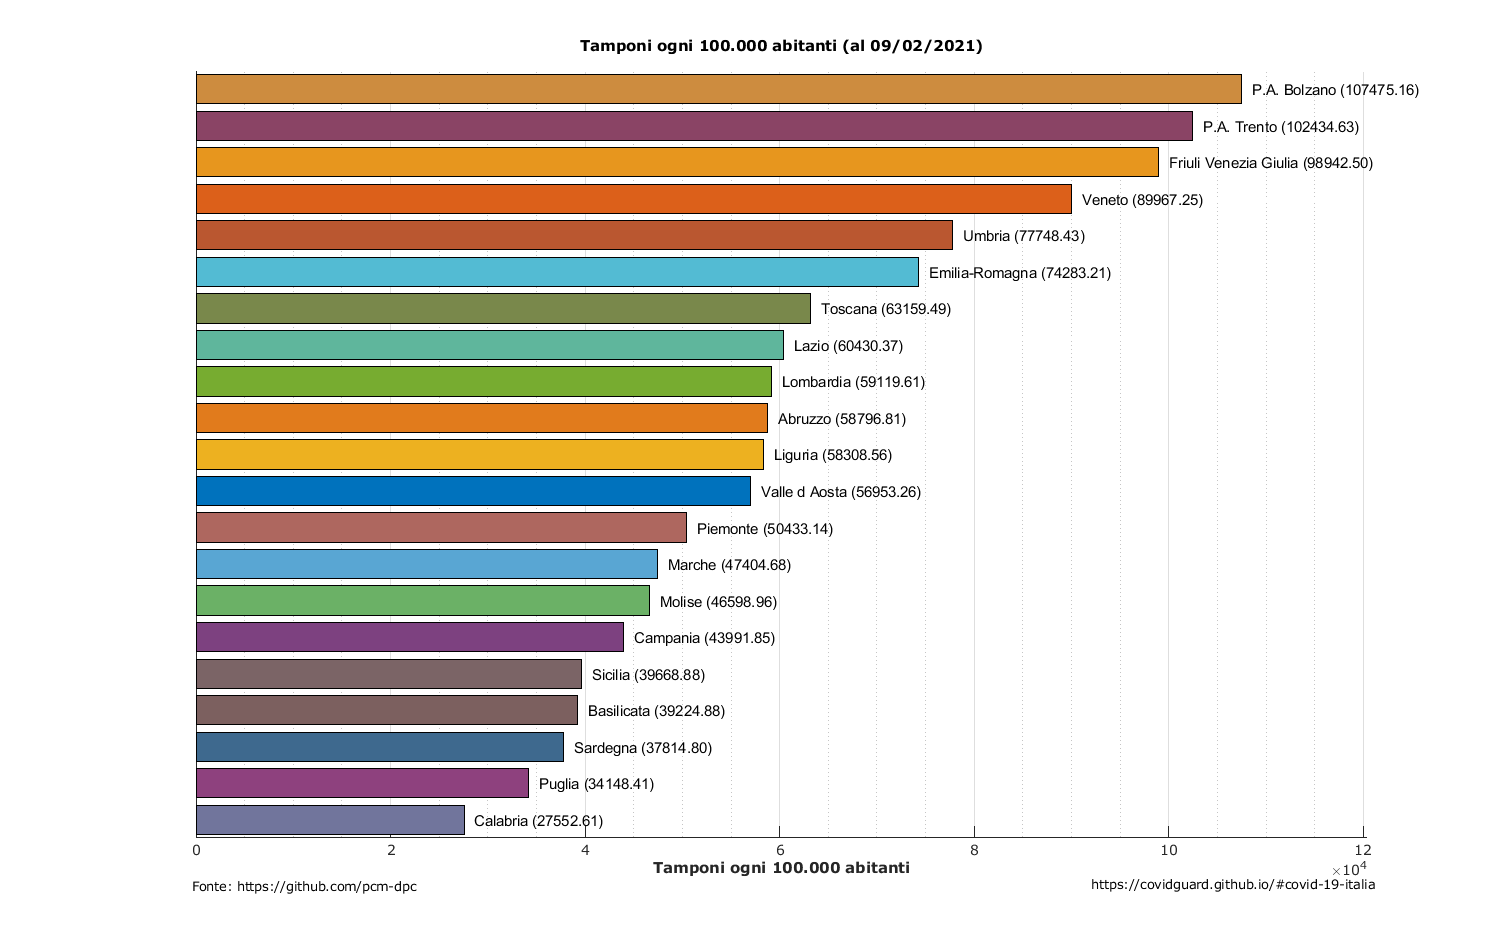 Tamponi ogni 100.000 abitanti (al 09/02/2021)
P.A. Bolzano (107475.16)
P.A. Trento (102434.63)
Friuli Venezia Giulia (98942.50)
Veneto (89967.25)
Umbria (77748.43)
Emilia-Romagna (74283.21)
Toscana (63159.49)
Lazio (60430.37)
Lombardia (59119.61)
Abruzzo (58796.81)
Liguria (58308.56)
Valle d Aosta (56953.26)
Piemonte (50433.14)
Marche (47404.68)
Molise (46598.96)
Campania (43991.85)
Sicilia (39668.88)
Basilicata (39224.88)
Sardegna (37814.80)
Puglia (34148.41)
Calabria (27552.61)
0 2 4 6 8 10 12
×10⁴
Tamponi ogni 100.000 abitanti
Fonte: https://github.com/pcm-dpc
https://covidguard.github.io/#covid-19-italia